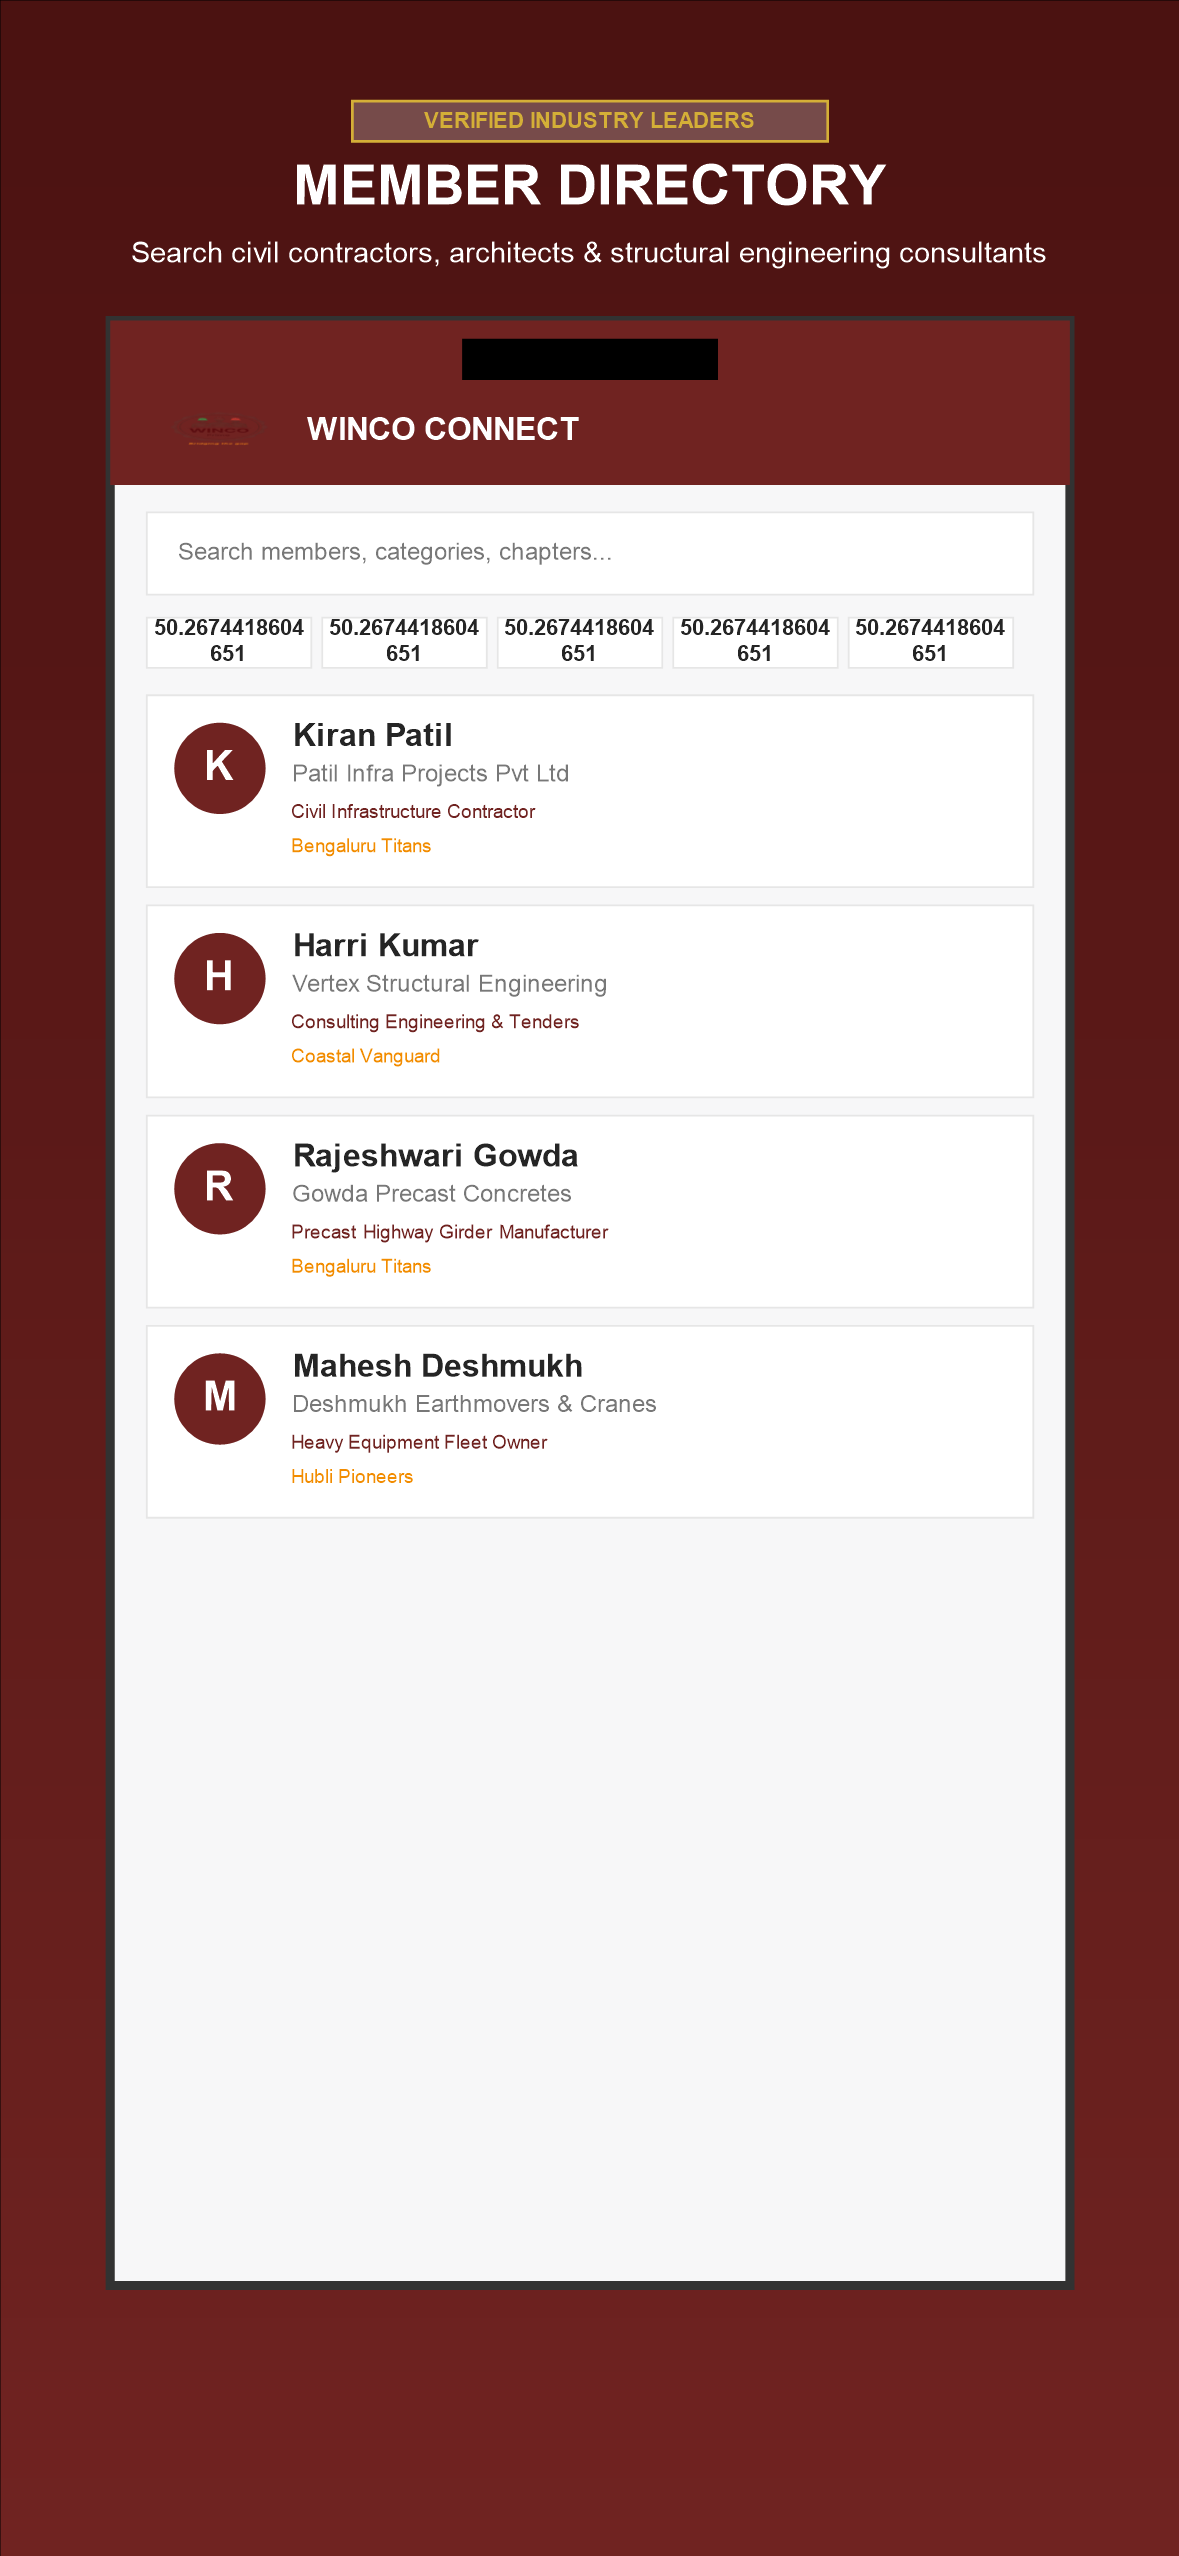 VERIFIED INDUSTRY LEADERS
MEMBER DIRECTORY
Search civil contractors, architects & structural engineering consultants
WINCO
WINCO CONNECT
Search members, categories, chapters...
50.2674418604 50.2674418604 50.2674418604 50.2674418604 50.2674418604
651 651 651 651 651
K
Kiran Patil
Patil Infra Projects Pvt Ltd
Civil Infrastructure Contractor
Bengaluru Titans
H
Harri Kumar
Vertex Structural Engineering
Consulting Engineering & Tenders
Coastal Vanguard
R
Rajeshwari Gowda
Gowda Precast Concretes
Precast Highway Girder Manufacturer
Bengaluru Titans
M
Mahesh Deshmukh
Deshmukh Earthmovers & Cranes
Heavy Equipment Fleet Owner
Hubli Pioneers